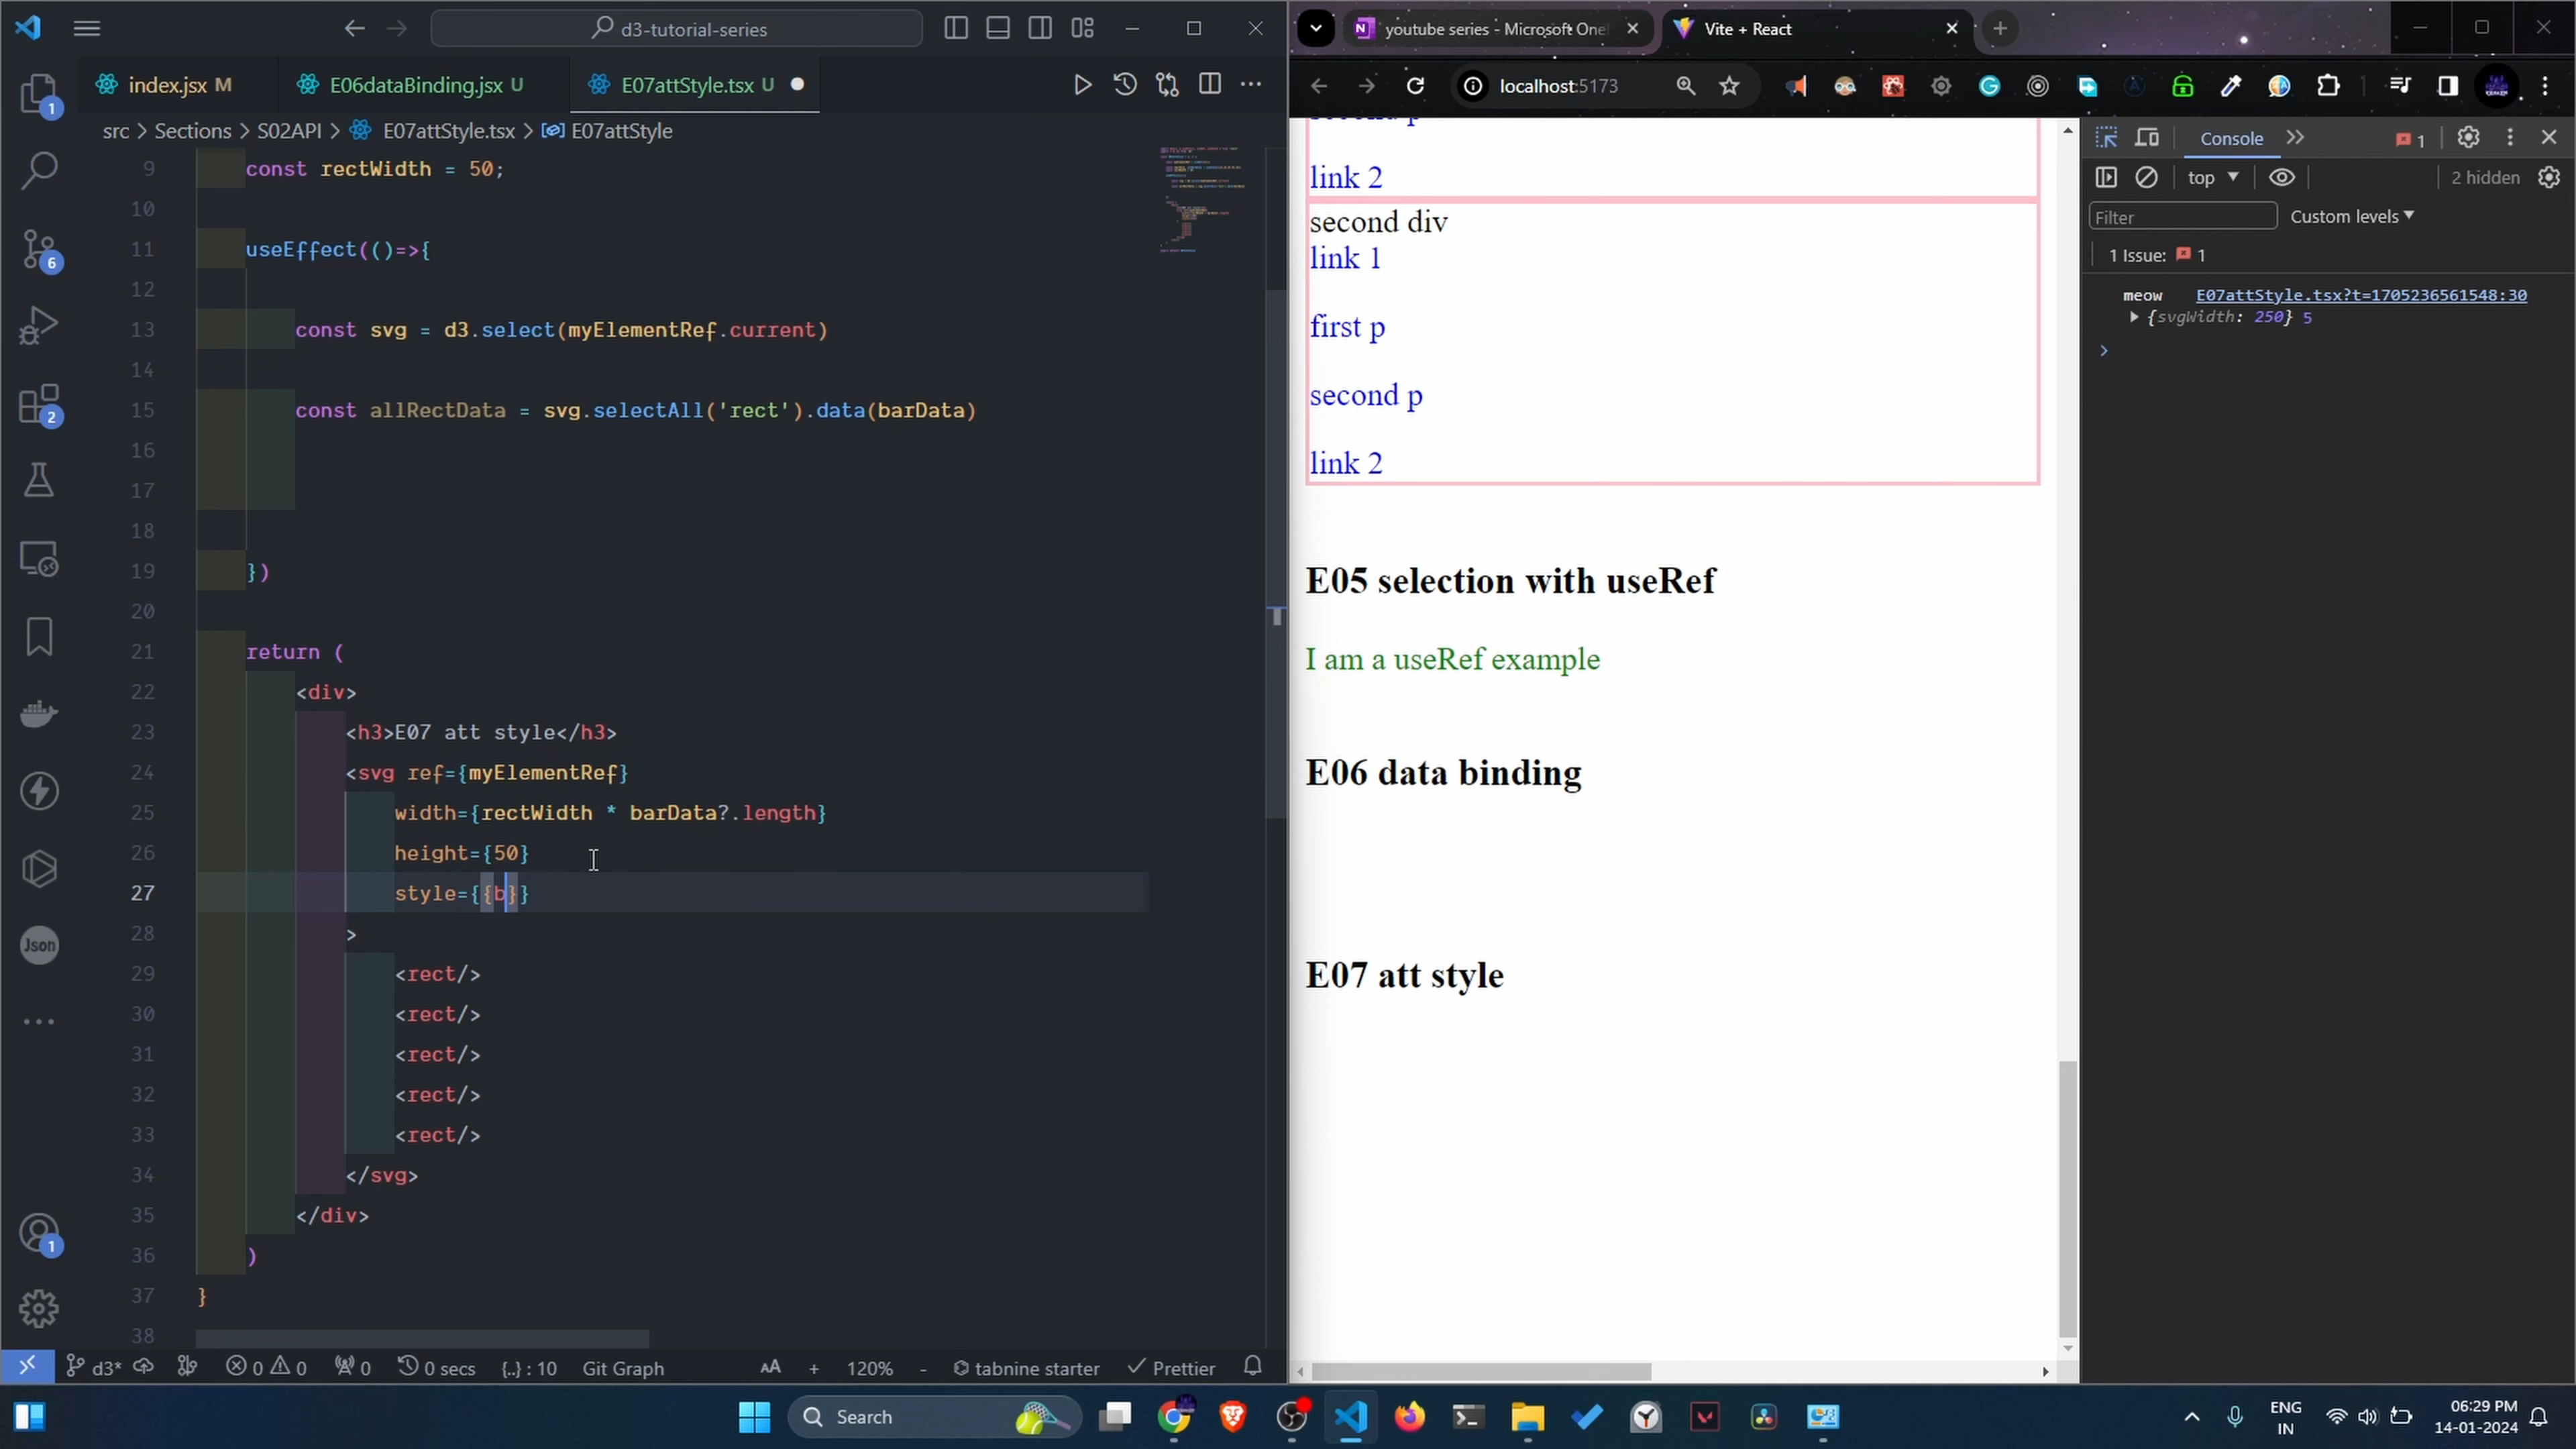 d3-tutorial-series
index.jsx M
E06dataBinding.jsx U
E07attStyle.tsx U
src > Sections > S02API > E07attStyle.tsx > E07attStyle
9 const rectWidth = 50;
10
11 useEffect(()=>{
12
13 const svg = d3.select(myElementRef.current)
14
15 const allRectData = svg.selectAll('rect').data(barData)
16
17
18
19 })
20
21 return (
22 <div>
23 <h3>E07 att style</h3>
24 <svg ref={myElementRef}
25 width={rectWidth * barData?.length}
26 height={50}
27 style={{b}}
28 >
29 <rect/>
30 <rect/>
31 <rect/>
32 <rect/>
33 <rect/>
34 </svg>
35 </div>
36 )
37 }
38
1
6
2
Json
1
d3* 0 0 0 0 secs {..} : 10 Git Graph AA + 120% - tabnine starter Prettier
youtube series - Microsoft One
Vite + React
localhost:5173
link 2
second div
link 1
first p
second p
link 2
E05 selection with useRef
I am a useRef example
E06 data binding
E07 att style
Console
1
top
2 hidden
Filter
Custom levels
1 Issue: 1
meow E07attStyle.tsx?t=1705236561548:30
{svgWidth: 250} 5
Search
ENG
IN
06:29 PM
14-01-2024